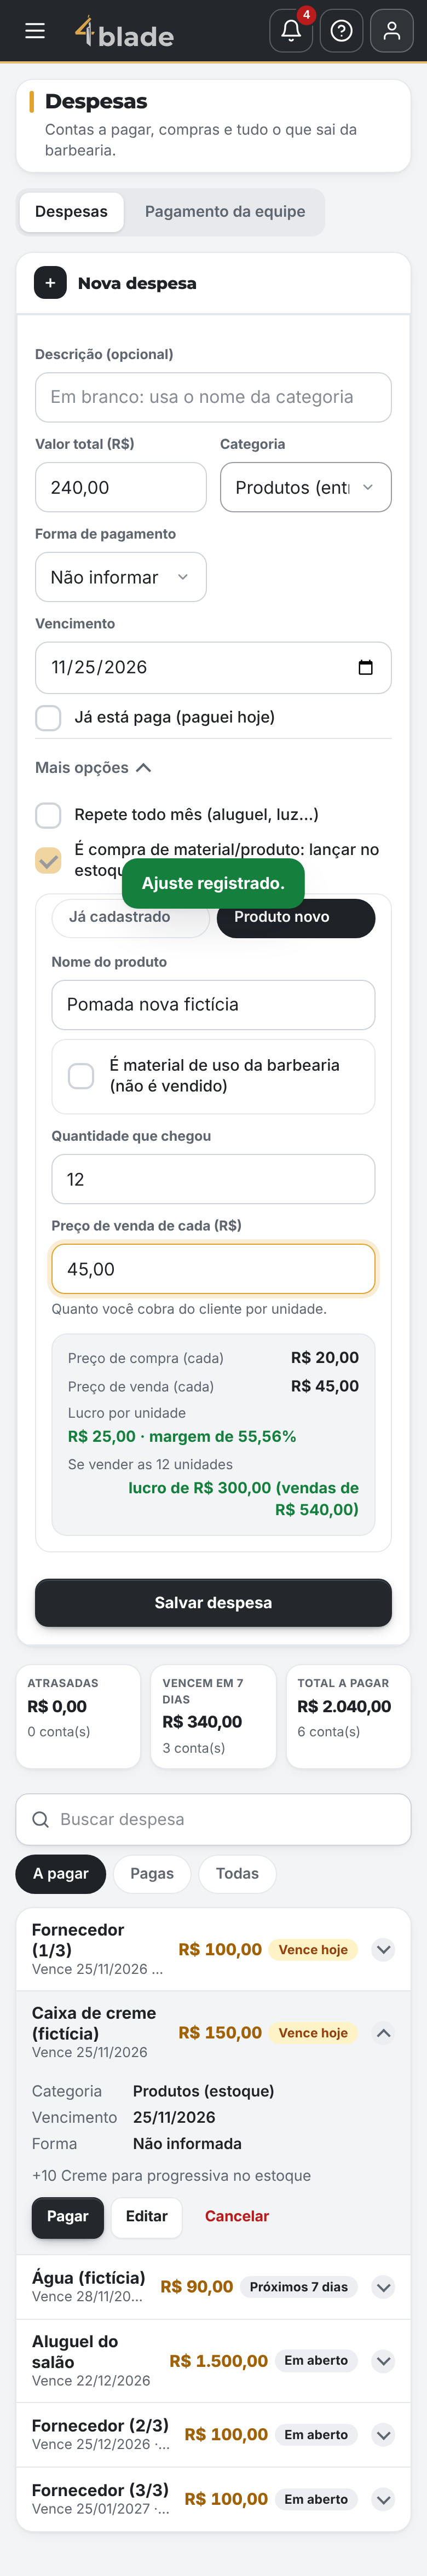 4blade
4
Despesas
Contas a pagar, compras e tudo o que sai da
barbearia.
Despesas
Pagamento da equipe
+ Nova despesa
Descrição (opcional)
Em branco: usa o nome da categoria
Valor total (R$)
Categoria
240,00
Produtos (ent
Forma de pagamento
Não informar
Vencimento
11/25/2026
Já está paga (paguei hoje)
Mais opções
Repete todo mês (aluguel, luz...)
É compra de material/produto: lançar no
Ajuste registrado.
Já cadastrado
Produto novo
Nome do produto
Pomada nova fictícia
É material de uso da barbearia
(não é vendido)
Quantidade que chegou
12
Preço de venda de cada (R$)
45,00
Quanto você cobra do cliente por unidade.
Preço de compra (cada)
R$ 20,00
Preço de venda (cada)
R$ 45,00
Lucro por unidade
R$ 25,00 · margem de 55,56%
Se vender as 12 unidades
lucro de R$ 300,00 (vendas de
R$ 540,00)
Salvar despesa
ATRASADAS
R$ 0,00
0 conta(s)
VENCEM EM 7
DIAS
R$ 340,00
3 conta(s)
TOTAL A PAGAR
R$ 2.040,00
6 conta(s)
Buscar despesa
A pagar
Pagas
Todas
Fornecedor
(1/3)
Vence 25/11/2026 ...
R$ 100,00
Vence hoje
Caixa de creme
(fictícia)
Vence 25/11/2026
R$ 150,00
Vence hoje
Categoria
Produtos (estoque)
Vencimento
25/11/2026
Forma
Não informada
+10 Creme para progressiva no estoque
Pagar
Editar
Cancelar
Água (fictícia)
Vence 28/11/20...
R$ 90,00
Próximos 7 dias
Aluguel do
salão
Vence 22/12/2026
R$ 1.500,00
Em aberto
Fornecedor (2/3)
Vence 25/12/2026 ·...
R$ 100,00
Em aberto
Fornecedor (3/3)
Vence 25/01/2027 ·...
R$ 100,00
Em aberto